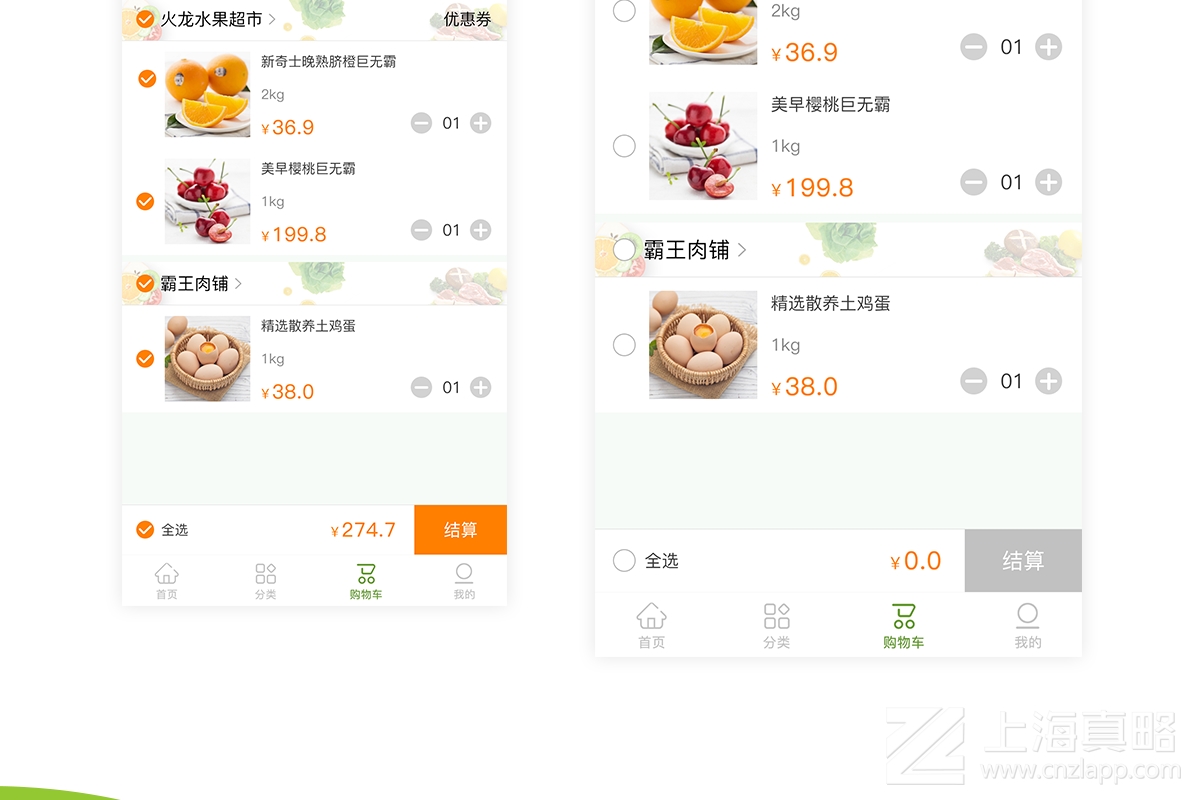 火龙水果超市
优惠券
新奇士晚熟脐橙巨无霸
2kg
¥36.9
01
美早樱桃巨无霸
1kg
¥199.8
01
霸王肉铺
精选散养土鸡蛋
1kg
¥38.0
01
全选
¥274.7
结算
首页
分类
购物车
我的
2kg
¥36.9
01
美早樱桃巨无霸
1kg
¥199.8
01
霸王肉铺
精选散养土鸡蛋
1kg
¥38.0
01
全选
¥0.0
结算
首页
分类
购物车
我的
上海真略
www.cnzlapp.com